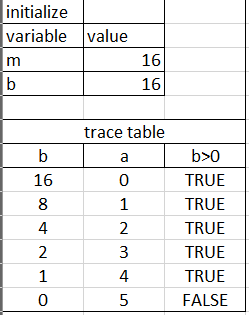 initialize
variable value
m 16
b 16
trace table
b a b>0
16 0 TRUE
8 1 TRUE
4 2 TRUE
2 3 TRUE
1 4 TRUE
0 5 FALSE